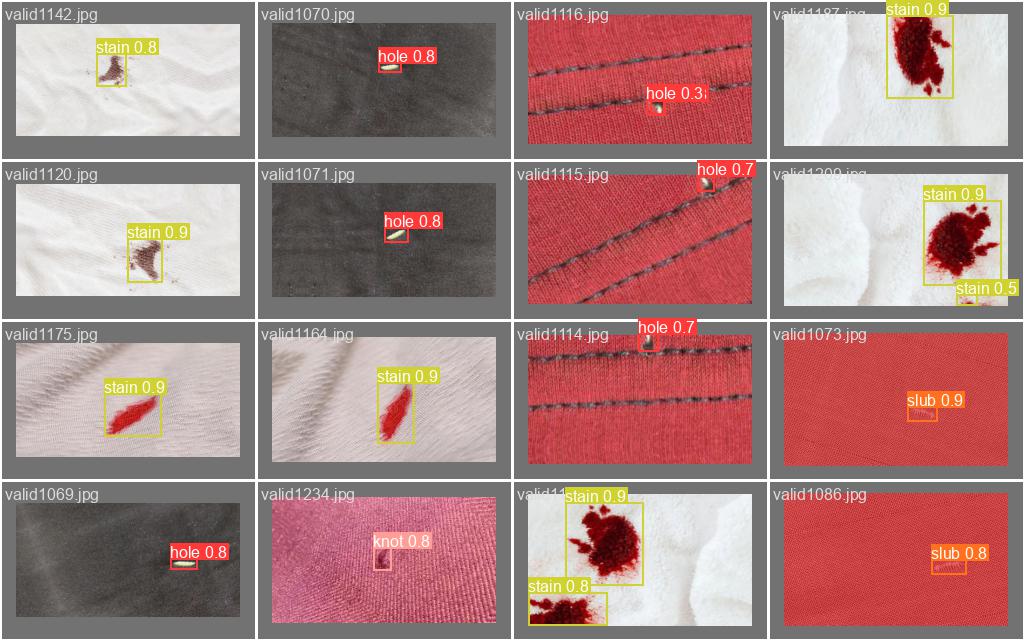 valid1142.jpg
stain 0.8
valid1070.jpg
hole 0.8
valid1116.jpg
hole 0.3
valid1187.jpg
stain 0.9
valid1120.jpg
stain 0.9
valid1071.jpg
hole 0.8
valid1115.jpg
hole 0.7
valid1209.jpg
stain 0.9
stain 0.5
valid1175.jpg
stain 0.9
valid1164.jpg
stain 0.9
valid1114.jpg
hole 0.7
valid1073.jpg
slub 0.9
valid1069.jpg
hole 0.8
valid1234.jpg
knot 0.8
stain 0.9
stain 0.8
valid1086.jpg
slub 0.8